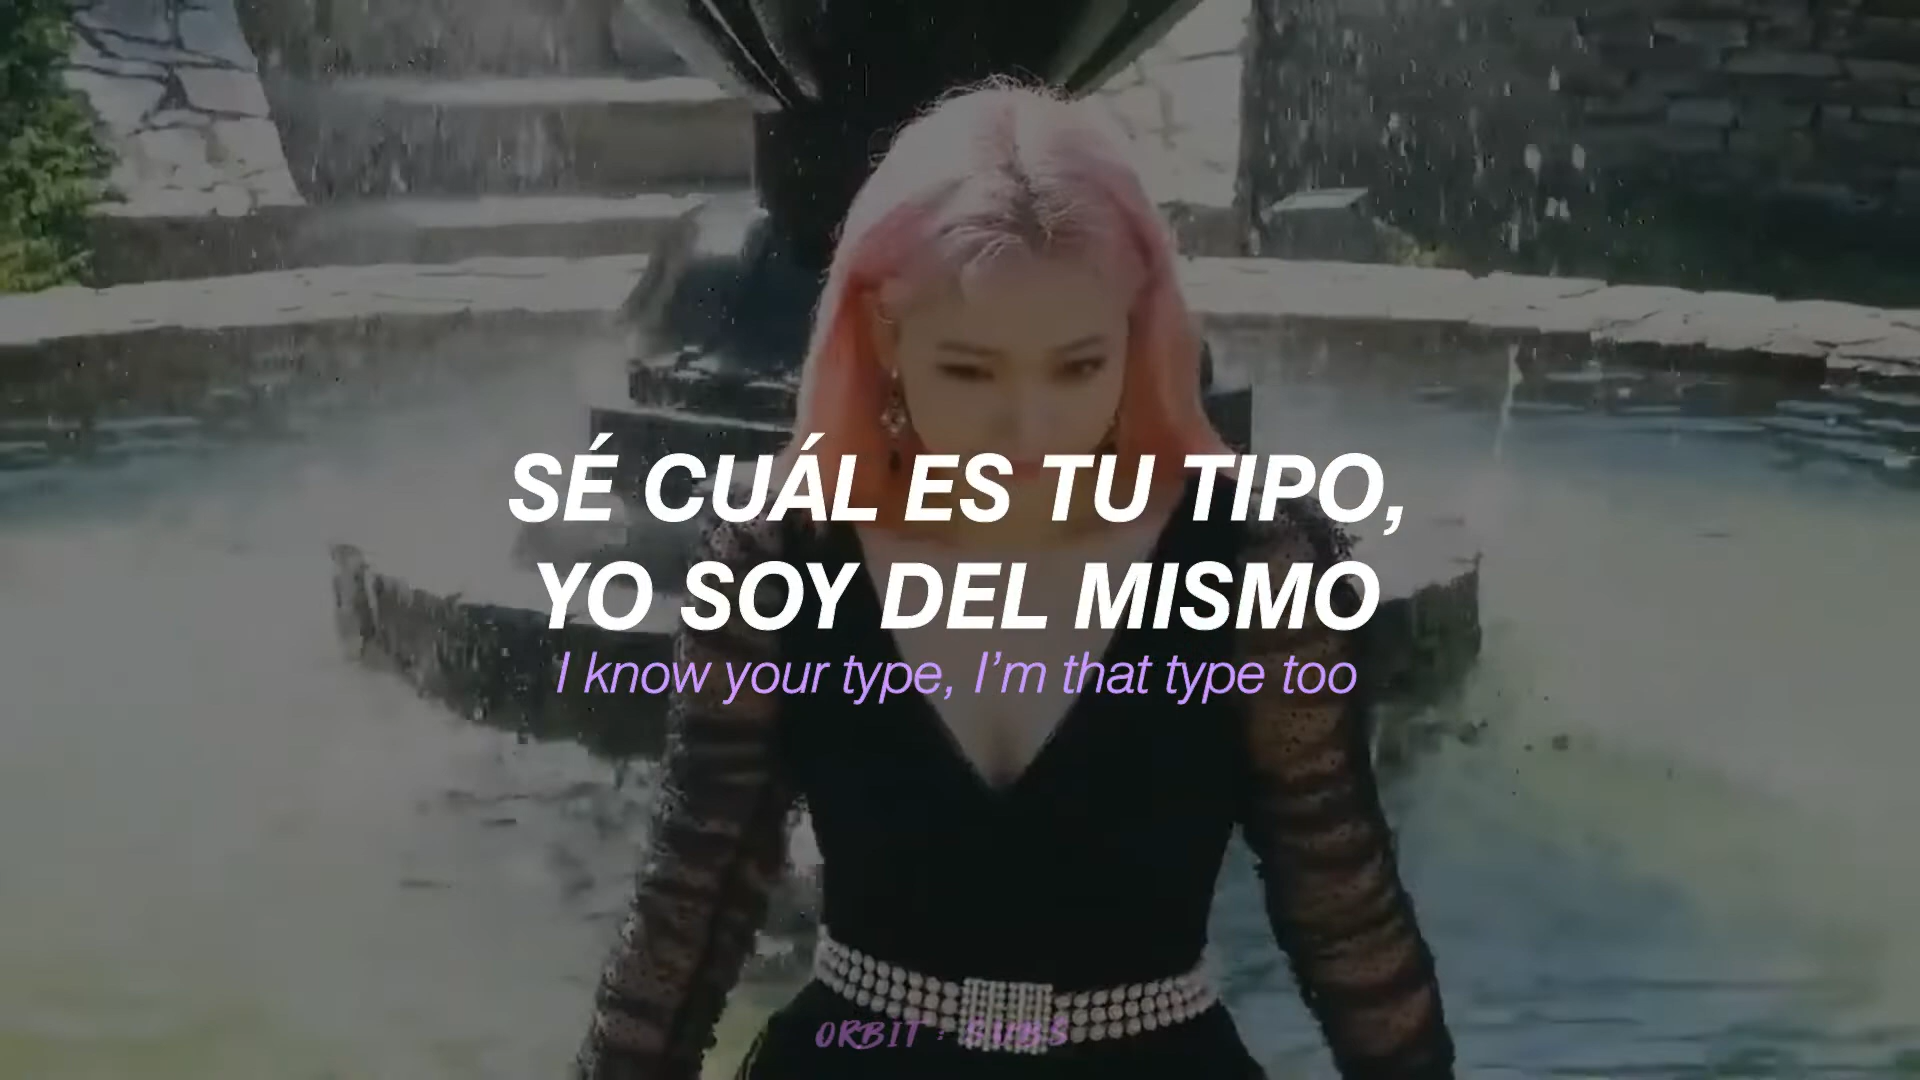 SÉ CUÁL ES TU TIPO,
YO SOY DEL MISMO
I know your type, I'm that type too
ORBIT : SUBS